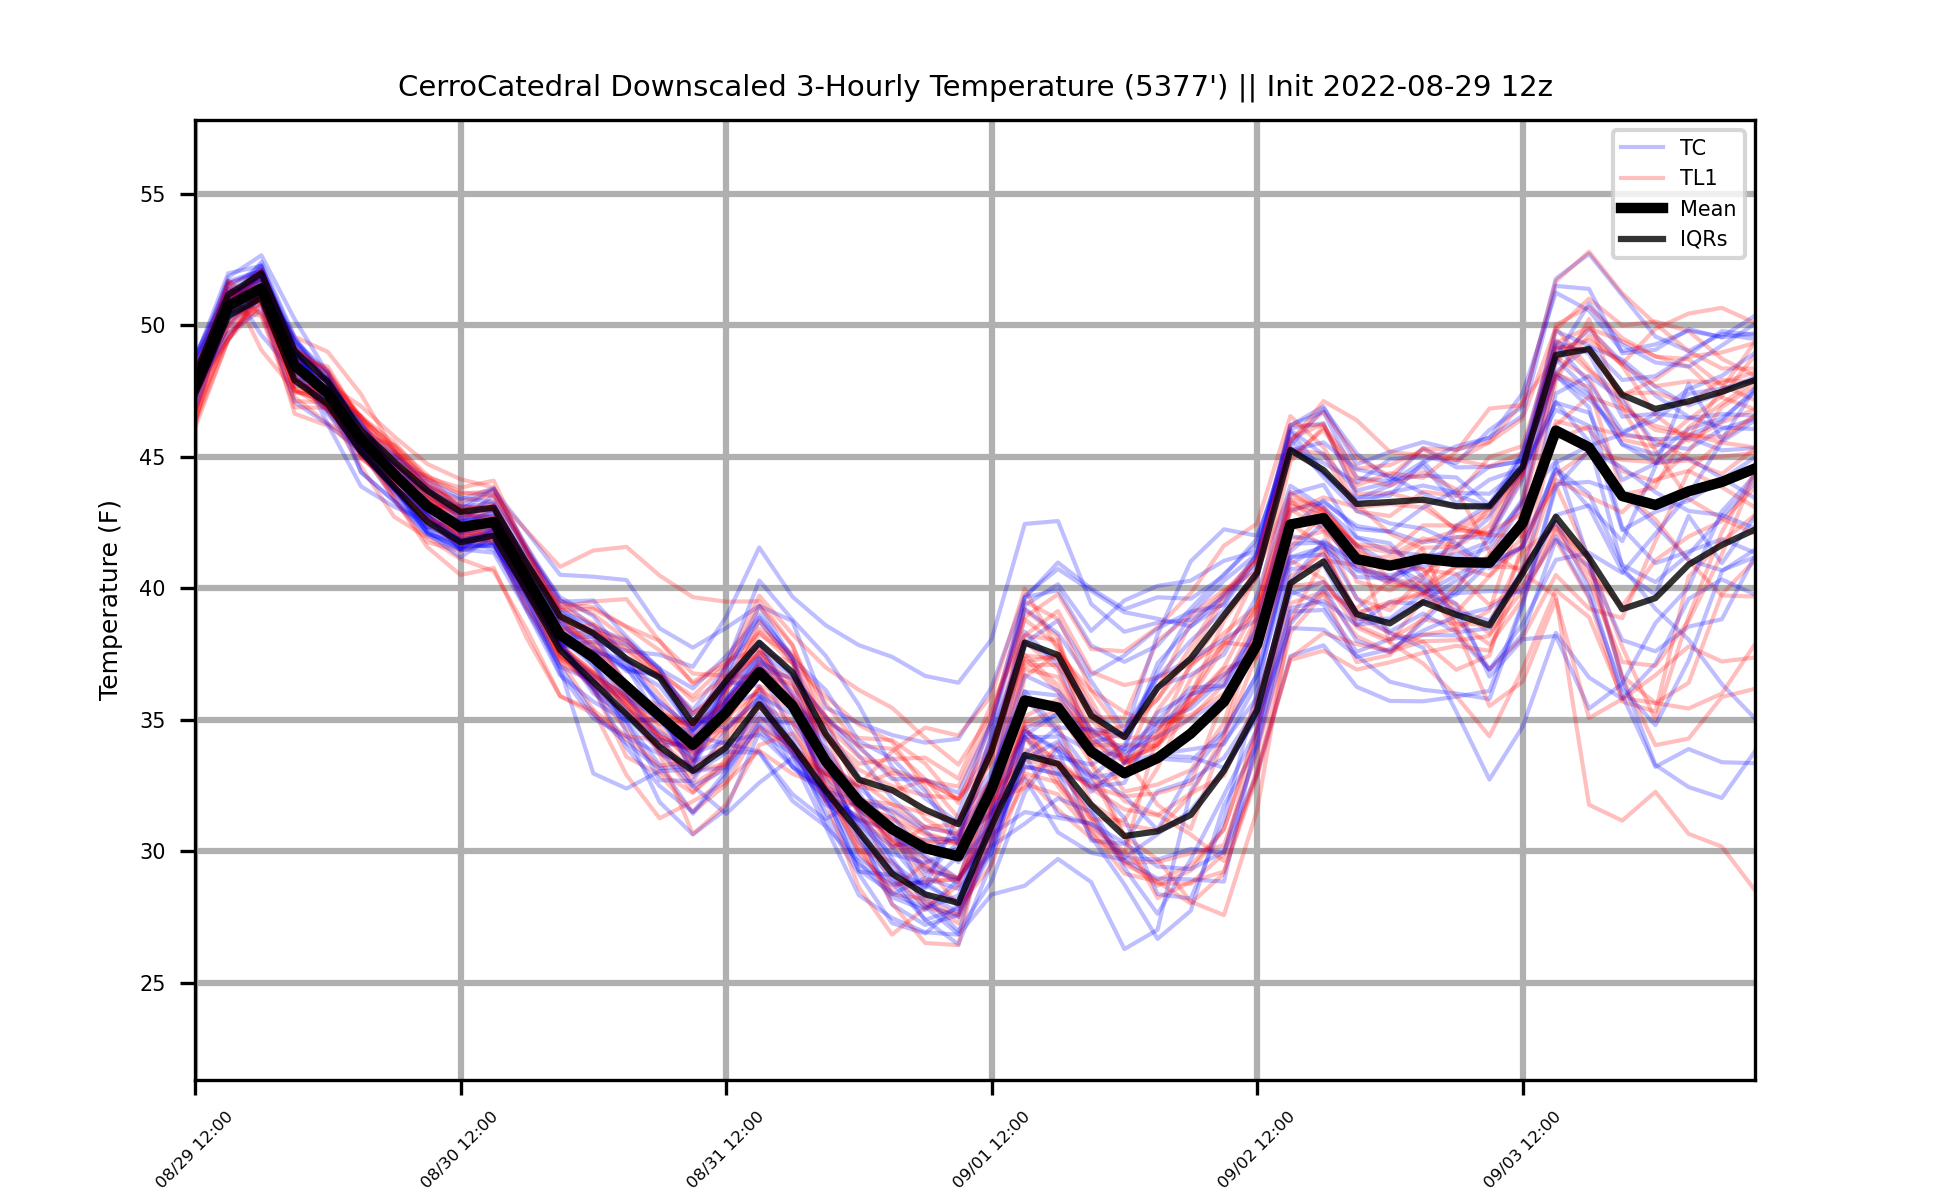 CerroCatedral Downscaled 3-Hourly Temperature (5377') || Init 2022-08-29 12z
TC
TL1
Mean
IQRs
Temperature (F)
55
50
45
40
35
30
25
08/29 12:00
08/30 12:00
08/31 12:00
09/01 12:00
09/02 12:00
09/03 12:00